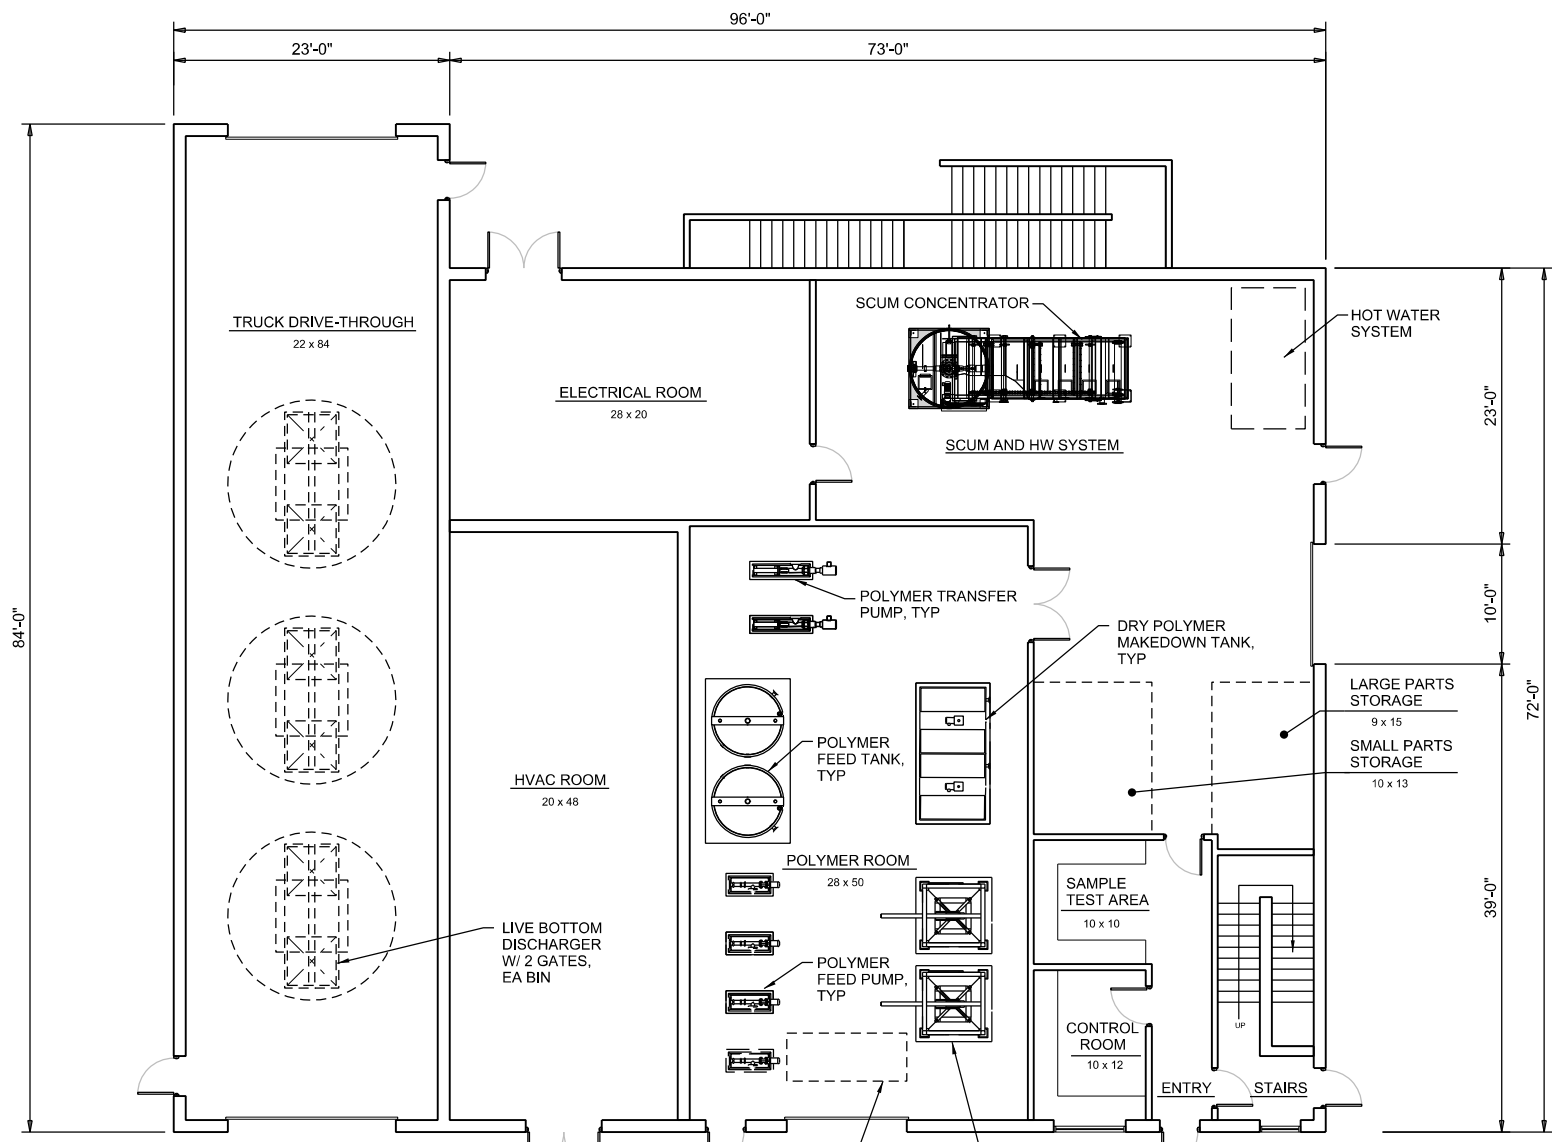 96'-0"
23'-0"
73'-0"
TRUCK DRIVE-THROUGH
22 x 84
ELECTRICAL ROOM
28 x 20
SCUM CONCENTRATOR
SCUM AND HW SYSTEM
HOT WATER
SYSTEM
23'-0"
10'-0"
39'-0"
72'-0"
84'-0"
POLYMER TRANSFER
PUMP, TYP
DRY POLYMER
MAKEDOWN TANK,
TYP
LARGE PARTS
STORAGE
9 x 15
SMALL PARTS
STORAGE
10 x 13
POLYMER
FEED TANK,
TYP
HVAC ROOM
20 x 48
POLYMER ROOM
28 x 50
SAMPLE
TEST AREA
10 x 10
LIVE BOTTOM
DISCHARGER
W/ 2 GATES,
EA BIN
POLYMER
FEED PUMP,
TYP
CONTROL
ROOM
10 x 12
UP
ENTRY
STAIRS